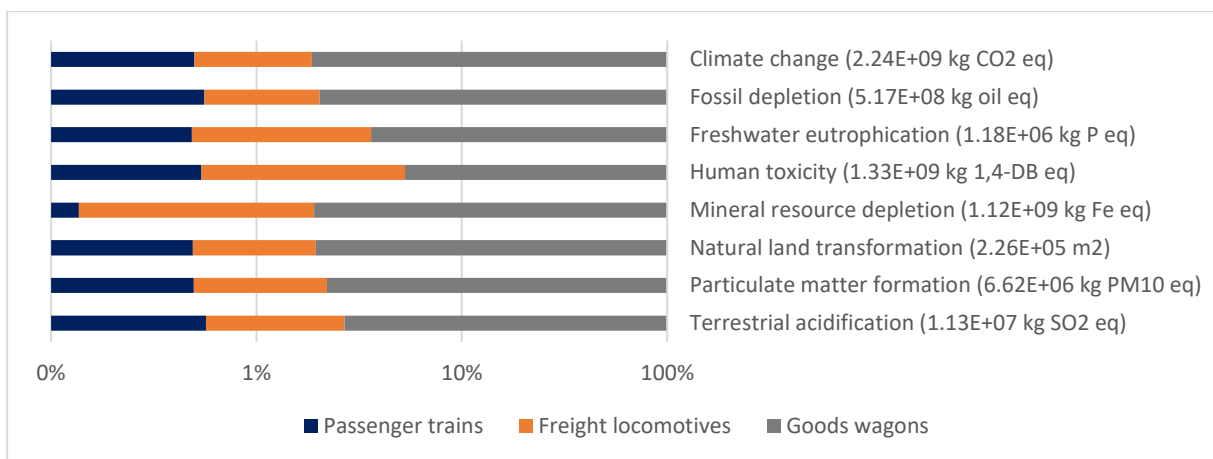 Climate change (2.24E+09 kg CO2 eq)
Fossil depletion (5.17E+08 kg oil eq)
Freshwater eutrophication (1.18E+06 kg P eq)
Human toxicity (1.33E+09 kg 1,4-DB eq)
Mineral resource depletion (1.12E+09 kg Fe eq)
Natural land transformation (2.26E+05 m2)
Particulate matter formation (6.62E+06 kg PM10 eq)
Terrestrial acidification (1.13E+07 kg SO2 eq)
0% 1% 10% 100%
Passenger trains Freight locomotives Goods wagons